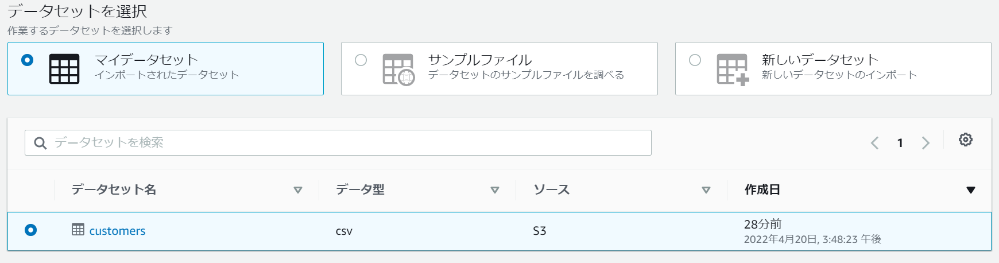 データセットを選択
作業するデータセットを選択します
マイデータセット
インポートされたデータセット
サンプルファイル
データセットのサンプルファイルを調べる
新しいデータセット
新しいデータセットのインポート
データセットを検索
1
データセット名 データ型 ソース 作成日
customers csv S3 28分前
2022年4月20日, 3:48:23 午後